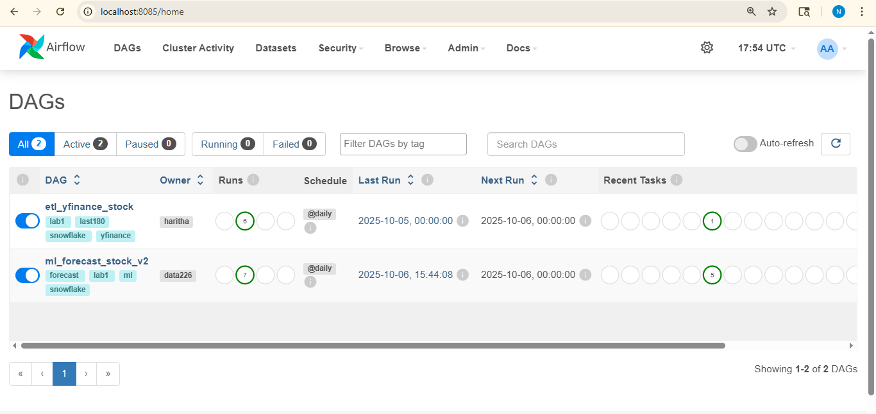 localhost:8085/home
N
Airflow DAGs Cluster Activity Datasets Security Browse Admin Docs 17:54 UTC AA
DAGs
All 2 Active 2 Paused 0 Running 0 Failed 0 Filter DAGs by tag Search DAGs Auto-refresh
i DAG Owner Runs i Schedule Last Run i Next Run i Recent Tasks i
etl_yfinance_stock
lab1 last180
snowflake yfinance
haritha 6 @daily i 2025-10-05, 00:00:00 i 2025-10-06, 00:00:00 i 1
ml_forecast_stock_v2
forecast lab1 ml
snowflake
data226 7 @daily i 2025-10-06, 15:44:08 i 2025-10-06, 00:00:00 i 5
« ‹ 1 › »
Showing 1-2 of 2 DAGs